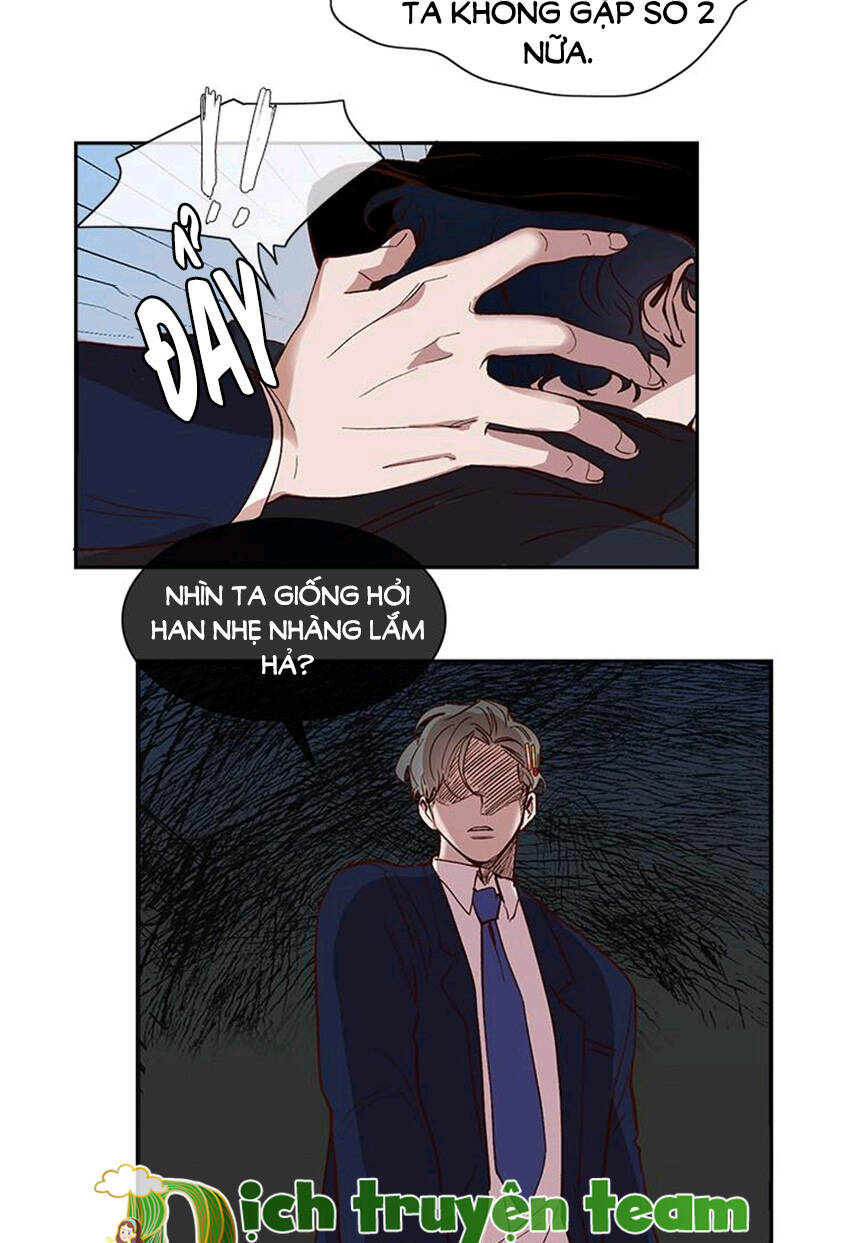 TA KHÔNG GẶP SỐ 2
NỮA.
ĐẨY
NHÌN TA GIỐNG HỎI
HAN NHẸ NHÀNG LẮM
HẢ?
Dịch truyện team